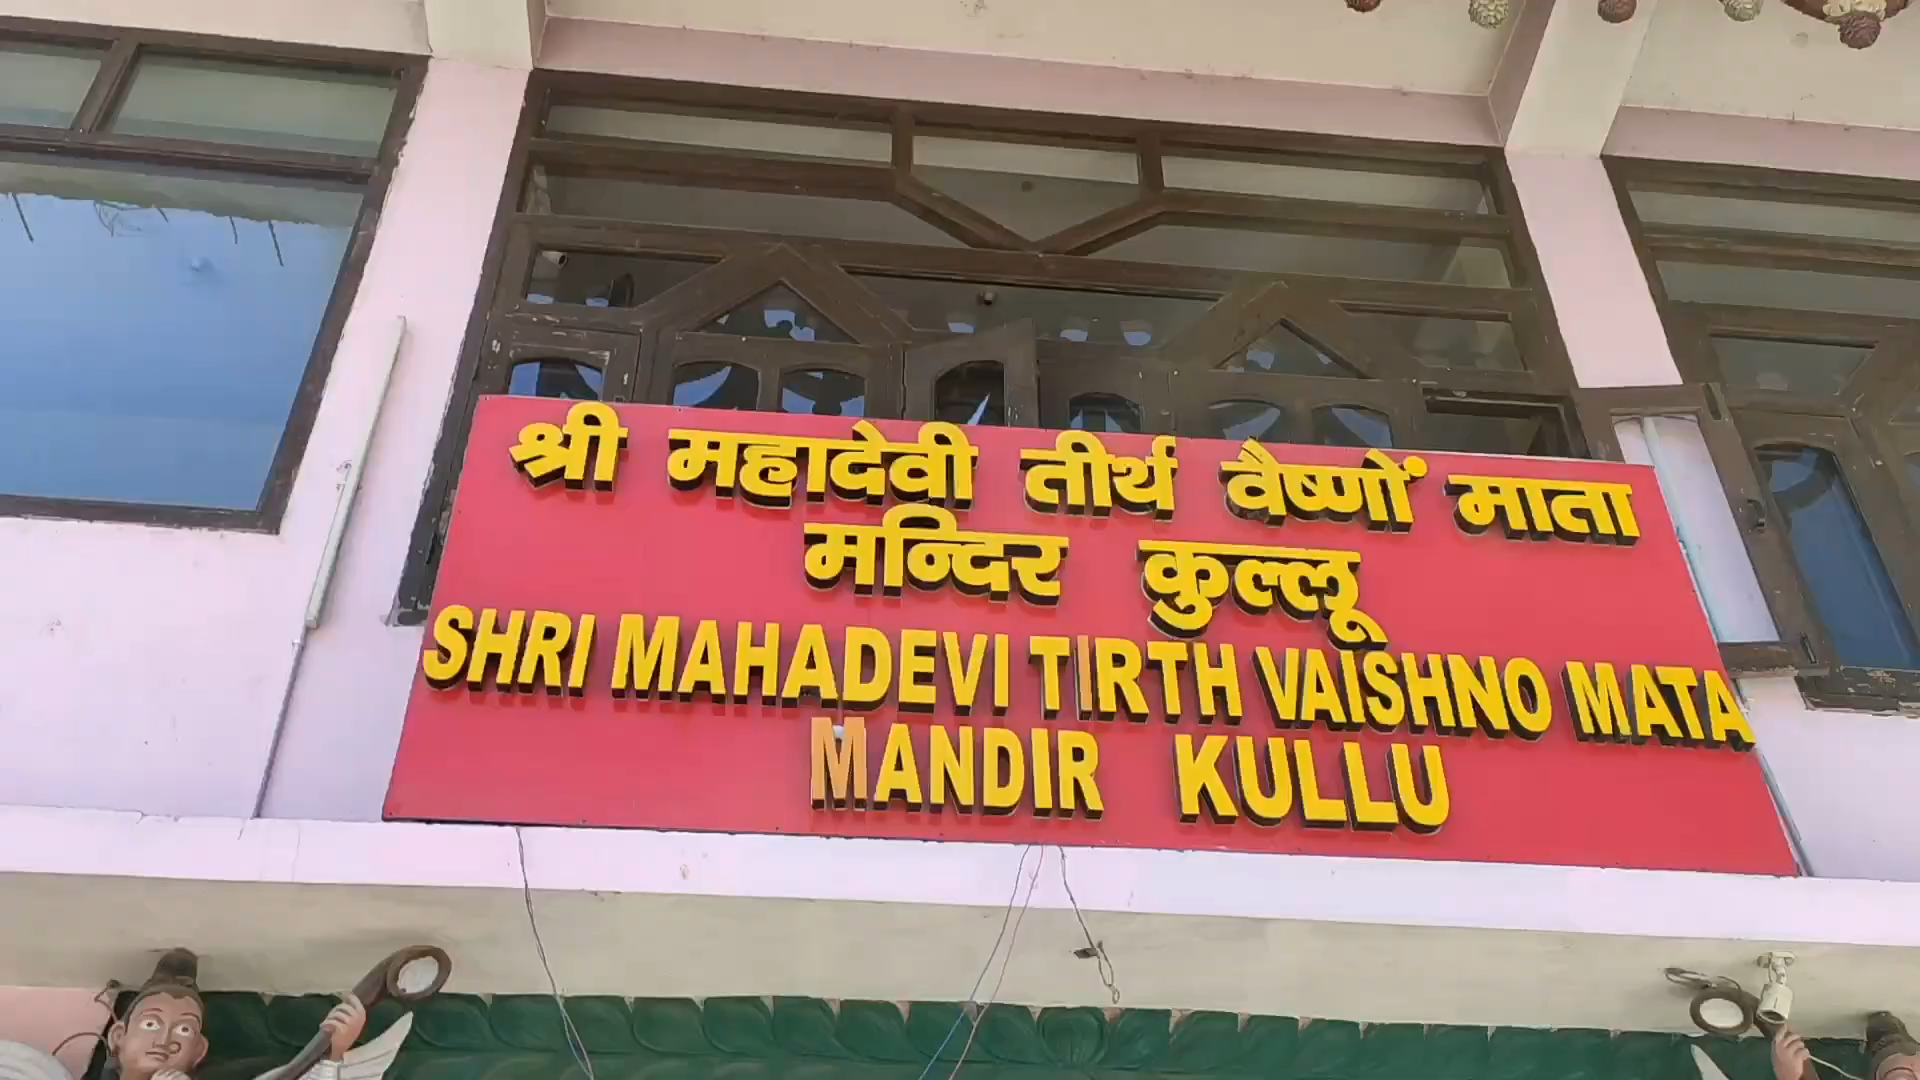 श्री महादेवी तीर्थ वैष्णों माता
मन्दिर कुल्लू
SHRI MAHADEVI TIRTH VAISHNO MATA
MANDIR KULLU